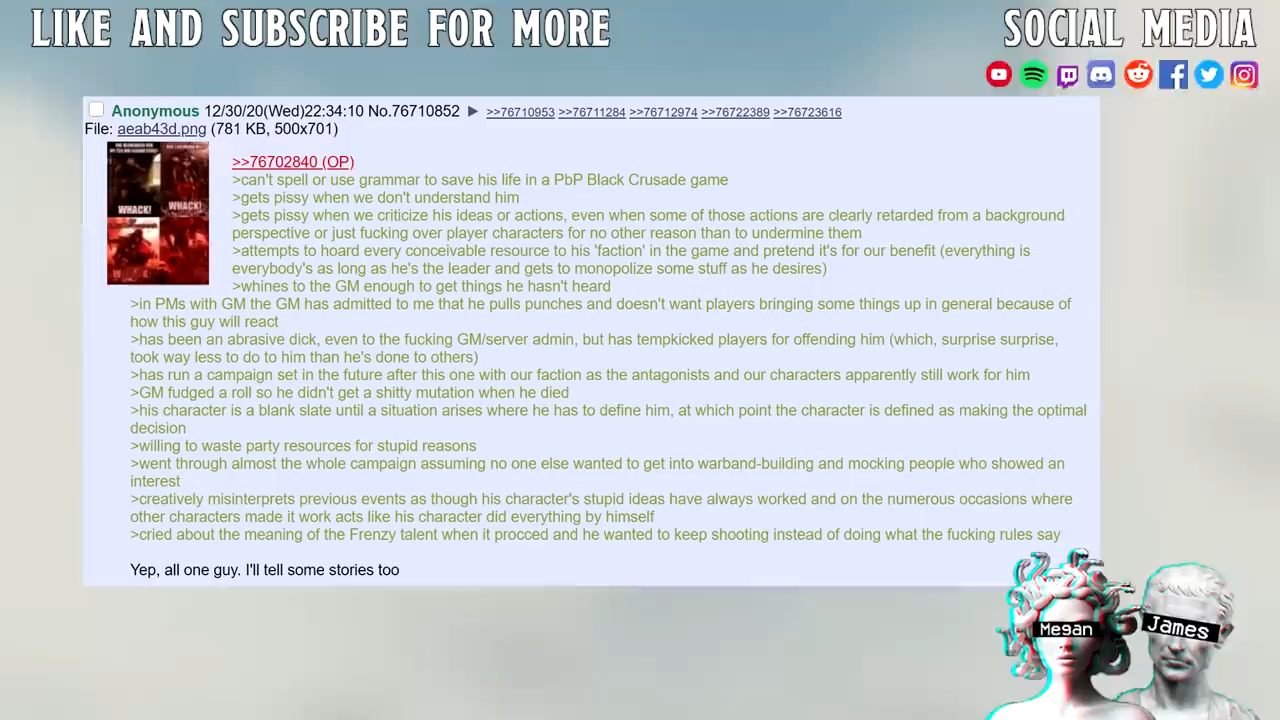 LIKE AND SUBSCRIBE FOR MORE
SOCIAL MEDIA
Anonymous 12/30/20(Wed)22:34:10 No.76710852 ▶ >>76710953 >>76711284 >>76712974 >>76722389 >>76723616
File: aeab43d.png (781 KB, 500x701)
WHACK!
WHACK!
>>76702840 (OP)
>can't spell or use grammar to save his life in a PbP Black Crusade game
>gets pissy when we don't understand him
>gets pissy when we criticize his ideas or actions, even when some of those actions are clearly retarded from a background
perspective or just fucking over player characters for no other reason than to undermine them
>attempts to hoard every conceivable resource to his 'faction' in the game and pretend it's for our benefit (everything is
everybody's as long as he's the leader and gets to monopolize some stuff as he desires)
>whines to the GM enough to get things he hasn't heard
>in PMs with GM the GM has admitted to me that he pulls punches and doesn't want players bringing some things up in general because of
how this guy will react
>has been an abrasive dick, even to the fucking GM/server admin, but has tempkicked players for offending him (which, surprise surprise,
took way less to do to him than he's done to others)
>has run a campaign set in the future after this one with our faction as the antagonists and our characters apparently still work for him
>GM fudged a roll so he didn't get a shitty mutation when he died
>his character is a blank slate until a situation arises where he has to define him, at which point the character is defined as making the optimal
decision
>willing to waste party resources for stupid reasons
>went through almost the whole campaign assuming no one else wanted to get into warband-building and mocking people who showed an
interest
>creatively misinterprets previous events as though his character's stupid ideas have always worked and on the numerous occasions where
other characters made it work acts like his character did everything by himself
>cried about the meaning of the Frenzy talent when it procced and he wanted to keep shooting instead of doing what the fucking rules say
Yep, all one guy. I'll tell some stories too
Megan
James